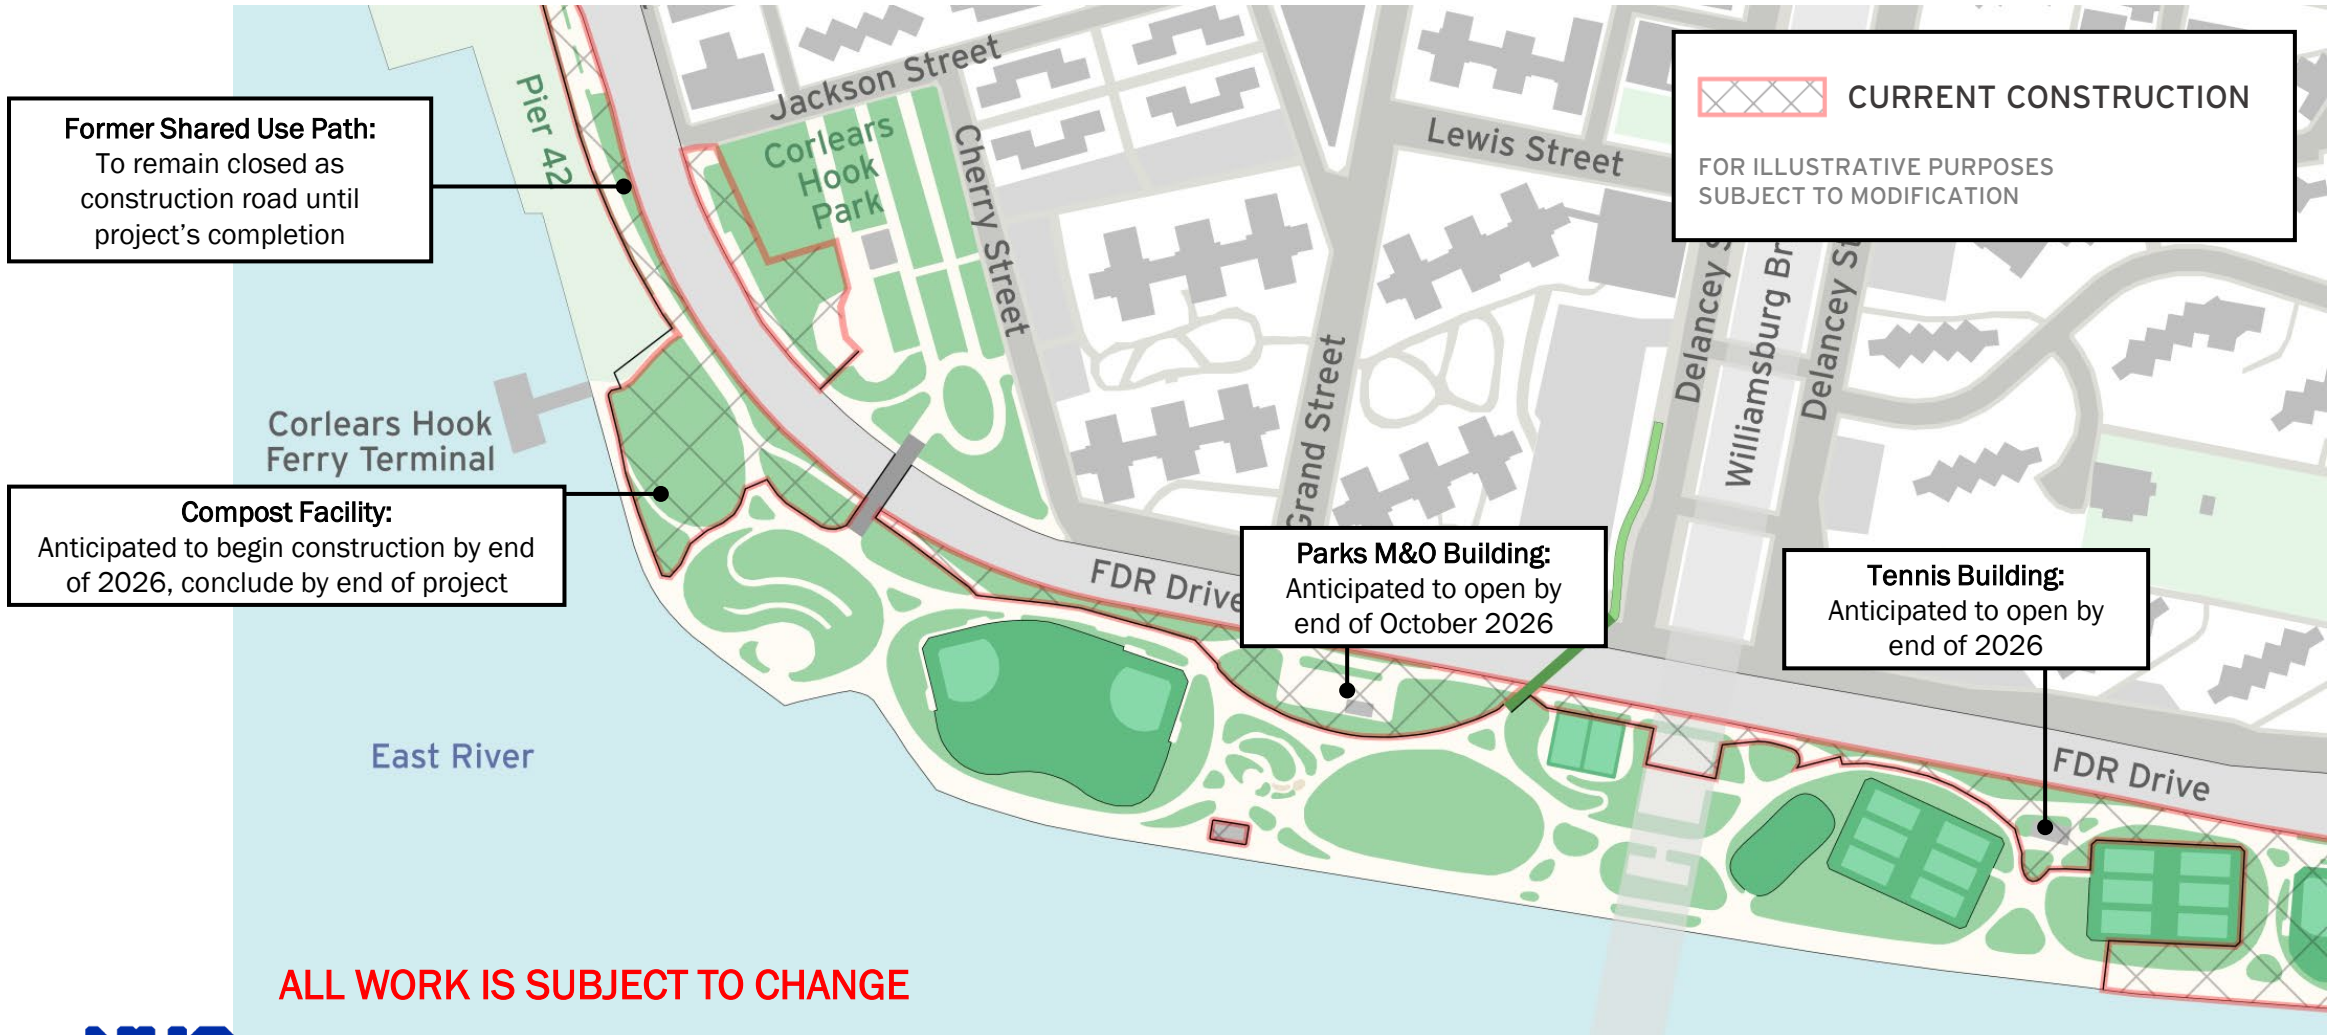 Former Shared Use Path:
To remain closed as
construction road until
project's completion
Pier 42
Jackson Street
Corlears
Hook
Park
Cherry Street
Lewis Street
CURRENT CONSTRUCTION
FOR ILLUSTRATIVE PURPOSES
SUBJECT TO MODIFICATION
Corlears Hook
Ferry Terminal
Compost Facility:
Anticipated to begin construction by end
of 2026, conclude by end of project
Grand Street
Delancey S
Williamsburg Br
Delancey St
FDR Drive
Parks M&O Building:
Anticipated to open by
end of October 2026
Tennis Building:
Anticipated to open by
end of 2026
FDR Drive
East River
ALL WORK IS SUBJECT TO CHANGE